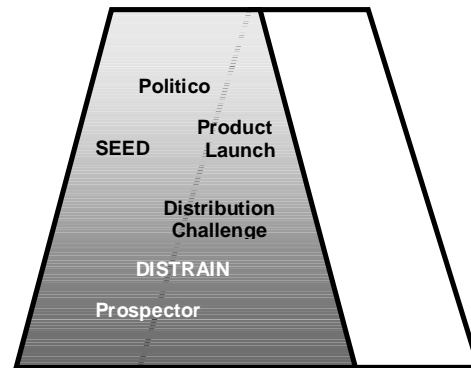 Politico
Product
Launch
SEED
Distribution
Challenge
DISTRAIN
Prospector